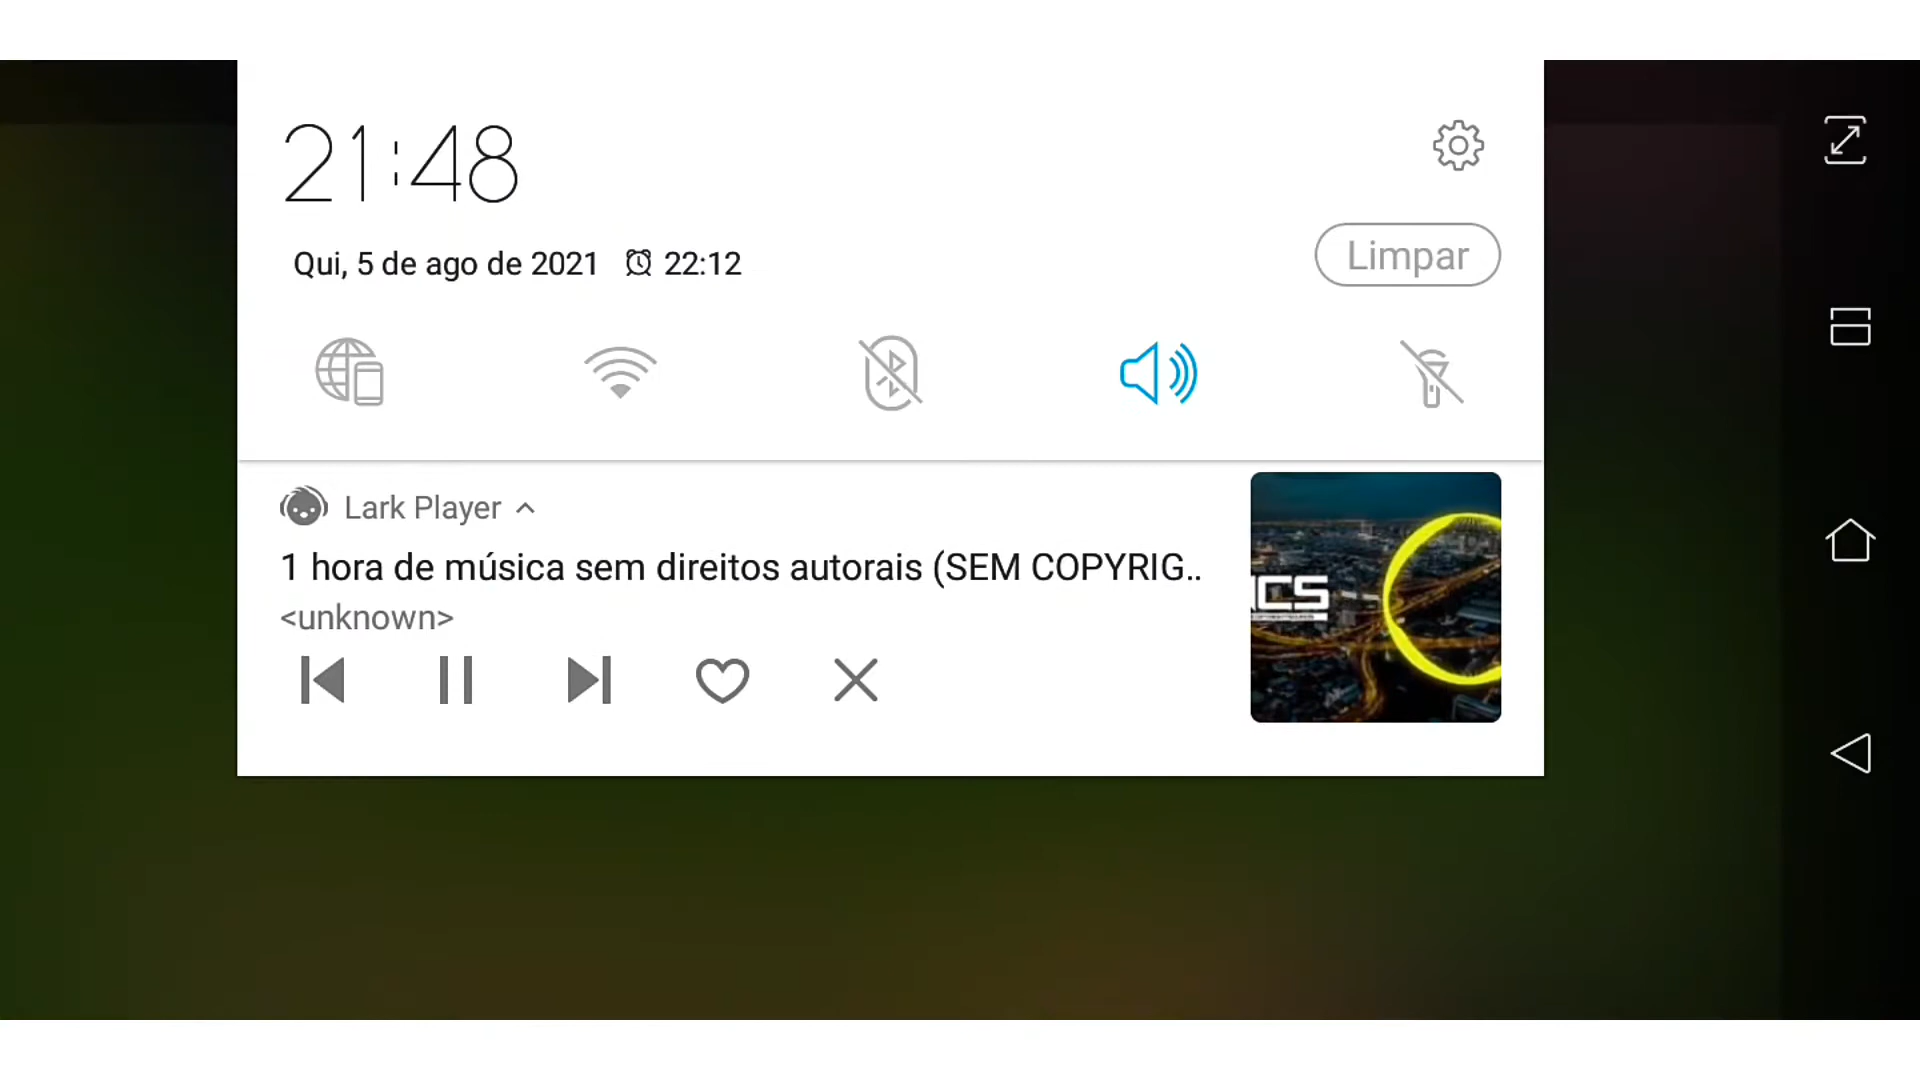 21:48
Qui, 5 de ago de 2021 22:12
Limpar
Lark Player
1 hora de música sem direitos autorais (SEM COPYRIG..
<unknown>
CS